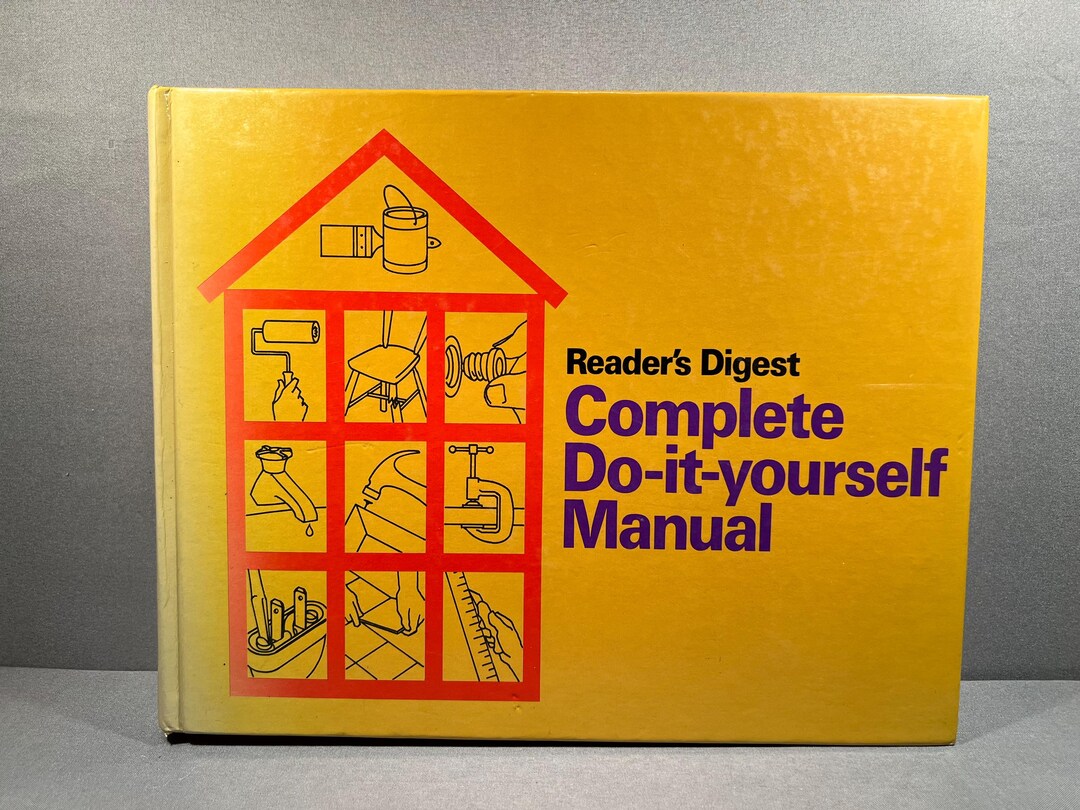 Reader's Digest
Complete
Do-it-yourself
Manual